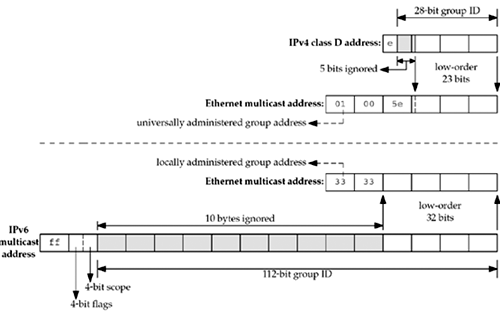 28-bit group ID
IPv4 class D address:
e
5 bits ignored
low-order
23 bits
Ethernet multicast address:
01 00 5e
universally administered group address
locally administered group address
Ethernet multicast address:
33 33
low-order
32 bits
IPv6
multicast
address
10 bytes ignored
ff
112-bit group ID
4-bit scope
4-bit flags